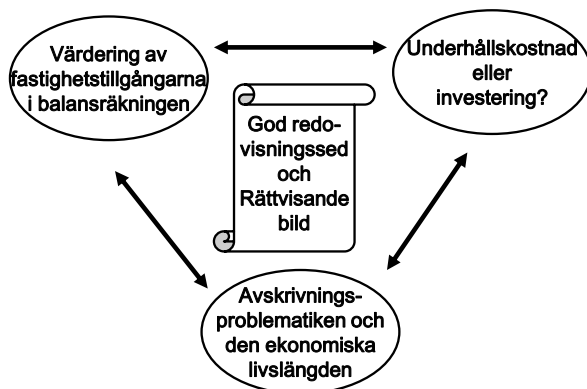 Värdering av
fastighetstillgångarna
i balansräkningen
Underhållskostnad
eller
investering?
God redo-
visningssed
och
Rättvisande
bild
Avskrivnings-
problematiken och
den ekonomiska
livslängden